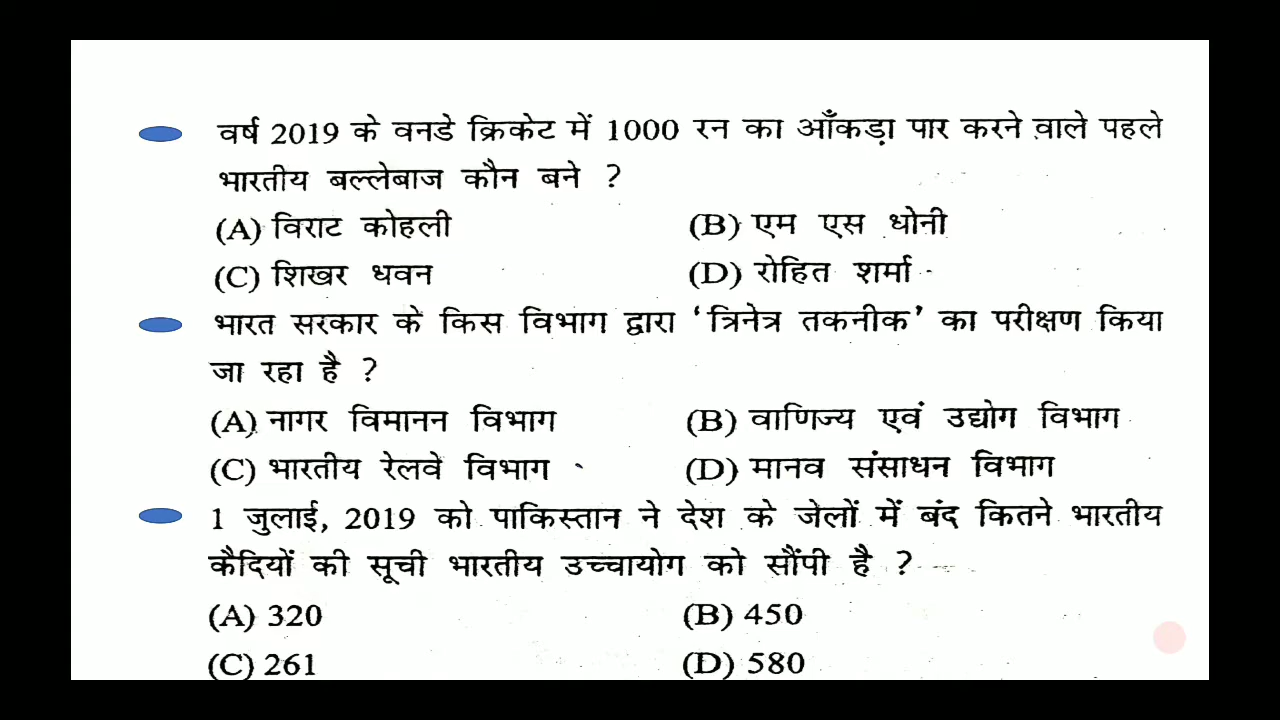 वर्ष 2019 के वनडे क्रिकेट में 1000 रन का आँकड़ा पार करने वाले पहले
भारतीय बल्लेबाज कौन बने ?
(A) विराट कोहली (B) एम एस धोनी
(C) शिखर धवन (D) रोहित शर्मा
भारत सरकार के किस विभाग द्वारा ‘त्रिनेत्र तकनीक’ का परीक्षण किया
जा रहा है ?
(A) नागर विमानन विभाग (B) वाणिज्य एवं उद्योग विभाग
(C) भारतीय रेलवे विभाग (D) मानव संसाधन विभाग
1 जुलाई, 2019 को पाकिस्तान ने देश के जेलों में बंद कितने भारतीय
कैदियों की सूची भारतीय उच्चायोग को सौंपी है ?
(A) 320 (B) 450
(C) 261 (D) 580